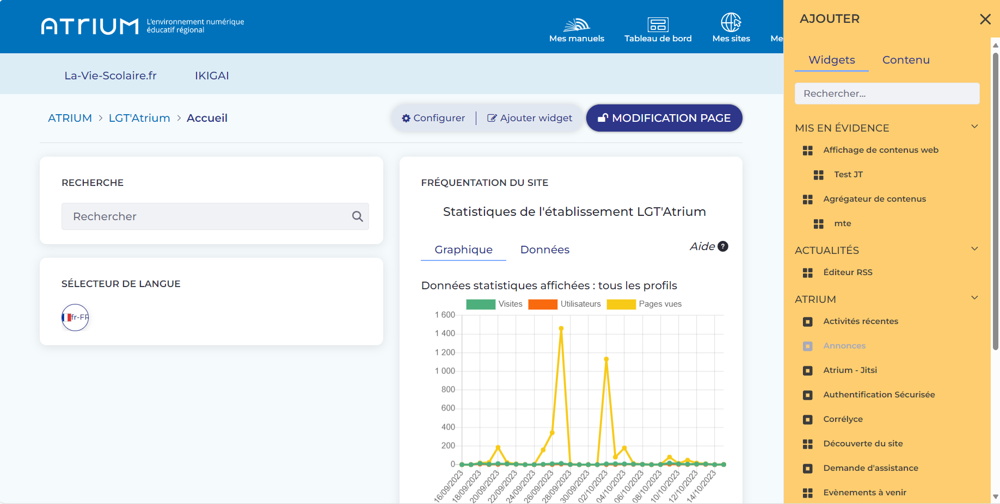 ATRIUM
L'environnement numérique
éducatif régional
Mes manuels
Tableau de bord
Mes sites
Me
La-Vie-Scolaire.fr
IKIGAI
ATRIUM > LGT'Atrium > Accueil
Configurer
Ajouter widget
MODIFICATION PAGE
RECHERCHE
Rechercher
SÉLECTEUR DE LANGUE
fr-FR
FRÉQUENTATION DU SITE
Statistiques de l'établissement LGT'Atrium
Graphique
Données
Aide ?
Données statistiques affichées : tous les profils
Visites
Utilisateurs
Pages vues
1 600
1 400
1 200
1 000
800
600
400
200
0
16/09/2023
18/09/2023
20/09/2023
22/09/2023
24/09/2023
26/09/2023
28/09/2023
30/09/2023
02/10/2023
04/10/2023
06/10/2023
08/10/2023
10/10/2023
12/10/2023
14/10/2023
AJOUTER
Widgets
Contenu
Rechercher...
MIS EN ÉVIDENCE
Affichage de contenus web
Test JT
Agrégateur de contenus
mte
ACTUALITÉS
Éditeur RSS
ATRIUM
Activités récentes
Annonces
Atrium - Jitsi
Authentification Sécurisée
Corrélyce
Découverte du site
Demande d'assistance
Evènements à venir